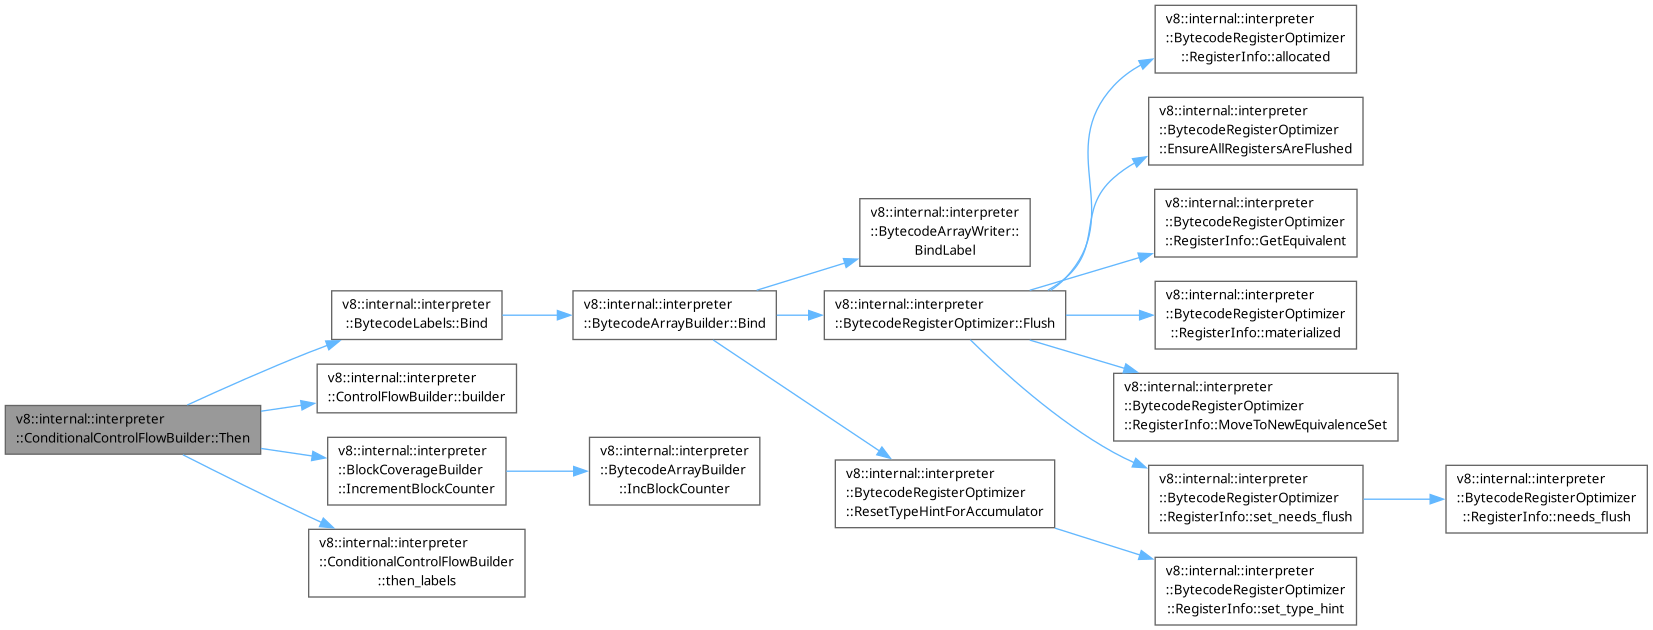 v8::internal::interpreter
::ConditionalControlFlowBuilder::Then
v8::internal::interpreter
::BytecodeLabels::Bind
v8::internal::interpreter
::ControlFlowBuilder::builder
v8::internal::interpreter
::BlockCoverageBuilder
::IncrementBlockCounter
v8::internal::interpreter
::ConditionalControlFlowBuilder
::then_labels
v8::internal::interpreter
::BytecodeArrayBuilder::Bind
v8::internal::interpreter
::BytecodeArrayBuilder
::IncBlockCounter
v8::internal::interpreter
::BytecodeArrayWriter::
BindLabel
v8::internal::interpreter
::BytecodeRegisterOptimizer::Flush
v8::internal::interpreter
::BytecodeRegisterOptimizer
::ResetTypeHintForAccumulator
v8::internal::interpreter
::BytecodeRegisterOptimizer
::RegisterInfo::allocated
v8::internal::interpreter
::BytecodeRegisterOptimizer
::EnsureAllRegistersAreFlushed
v8::internal::interpreter
::BytecodeRegisterOptimizer
::RegisterInfo::GetEquivalent
v8::internal::interpreter
::BytecodeRegisterOptimizer
::RegisterInfo::materialized
v8::internal::interpreter
::BytecodeRegisterOptimizer
::RegisterInfo::MoveToNewEquivalenceSet
v8::internal::interpreter
::BytecodeRegisterOptimizer
::RegisterInfo::set_needs_flush
v8::internal::interpreter
::BytecodeRegisterOptimizer
::RegisterInfo::needs_flush
v8::internal::interpreter
::BytecodeRegisterOptimizer
::RegisterInfo::set_type_hint